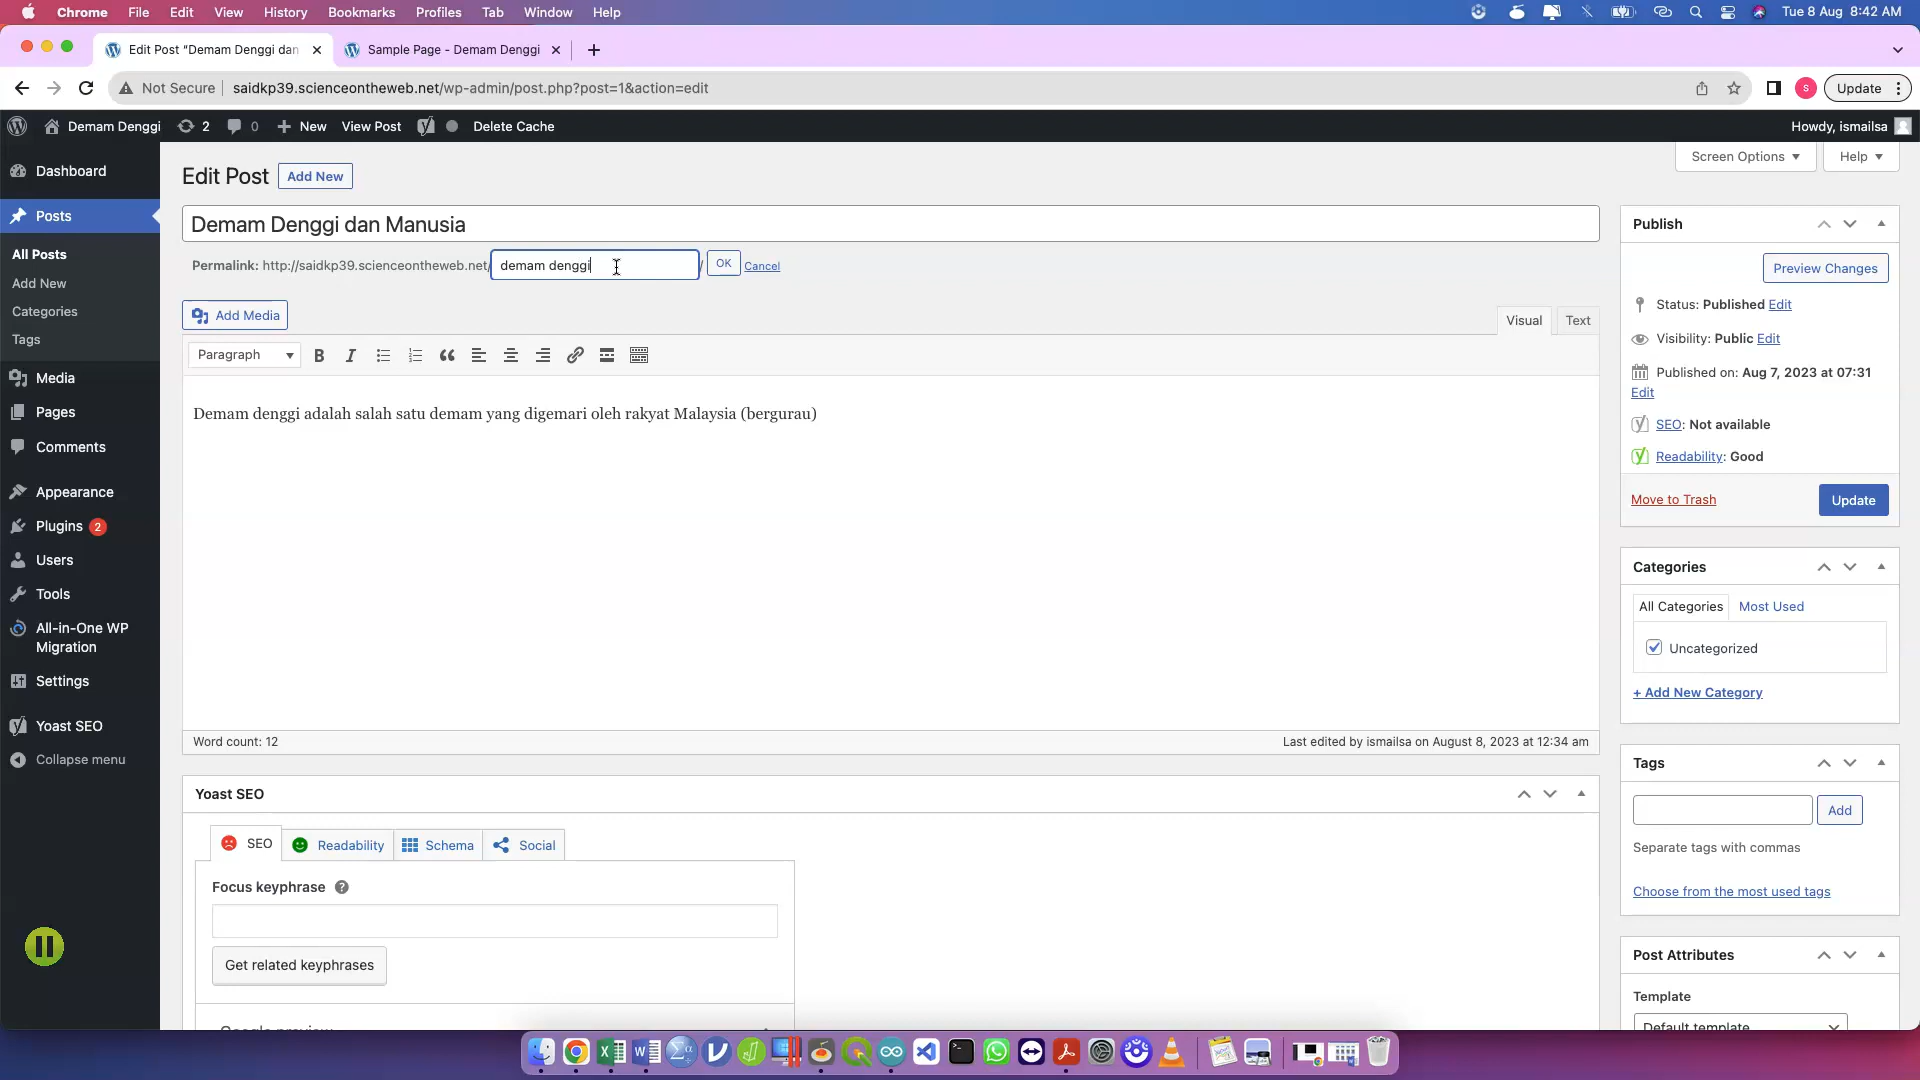 Chrome File Edit View History Bookmarks Profiles Tab Window Help Tue 8 Aug 8:42 AM
Edit Post “Demam Denggi dan Sample Page - Demam Denggi
Not Secure saidkp39.scienceontheweb.net/wp-admin/post.php?post=1&action=edit S Update
Demam Denggi 2 0 New View Post Delete Cache Howdy, ismailsa
Screen Options Help
Dashboard
Posts
All Posts
Add New
Categories
Tags
Media
Pages
Comments
Appearance
Plugins 2
Users
Tools
All-in-One WP
Migration
Settings
Yoast SEO
Collapse menu
Edit Post Add New
Demam Denggi dan Manusia
Permalink: http://saidkp39.scienceontheweb.net/ demam denggi / OK Cancel
Add Media
Visual Text
Paragraph
Demam denggi adalah salah satu demam yang digemari oleh rakyat Malaysia (bergurau)
Word count: 12 Last edited by ismailsa on August 8, 2023 at 12:34 am
Yoast SEO
SEO Readability Schema Social
Focus keyphrase ?
Get related keyphrases
Google preview
Publish
Preview Changes
Status: Published Edit
Visibility: Public Edit
Published on: Aug 7, 2023 at 07:31
Edit
SEO: Not available
Readability: Good
Move to Trash Update
Categories
All Categories Most Used
Uncategorized
+ Add New Category
Tags
Add
Separate tags with commas
Choose from the most used tags
Post Attributes
Template
Default template